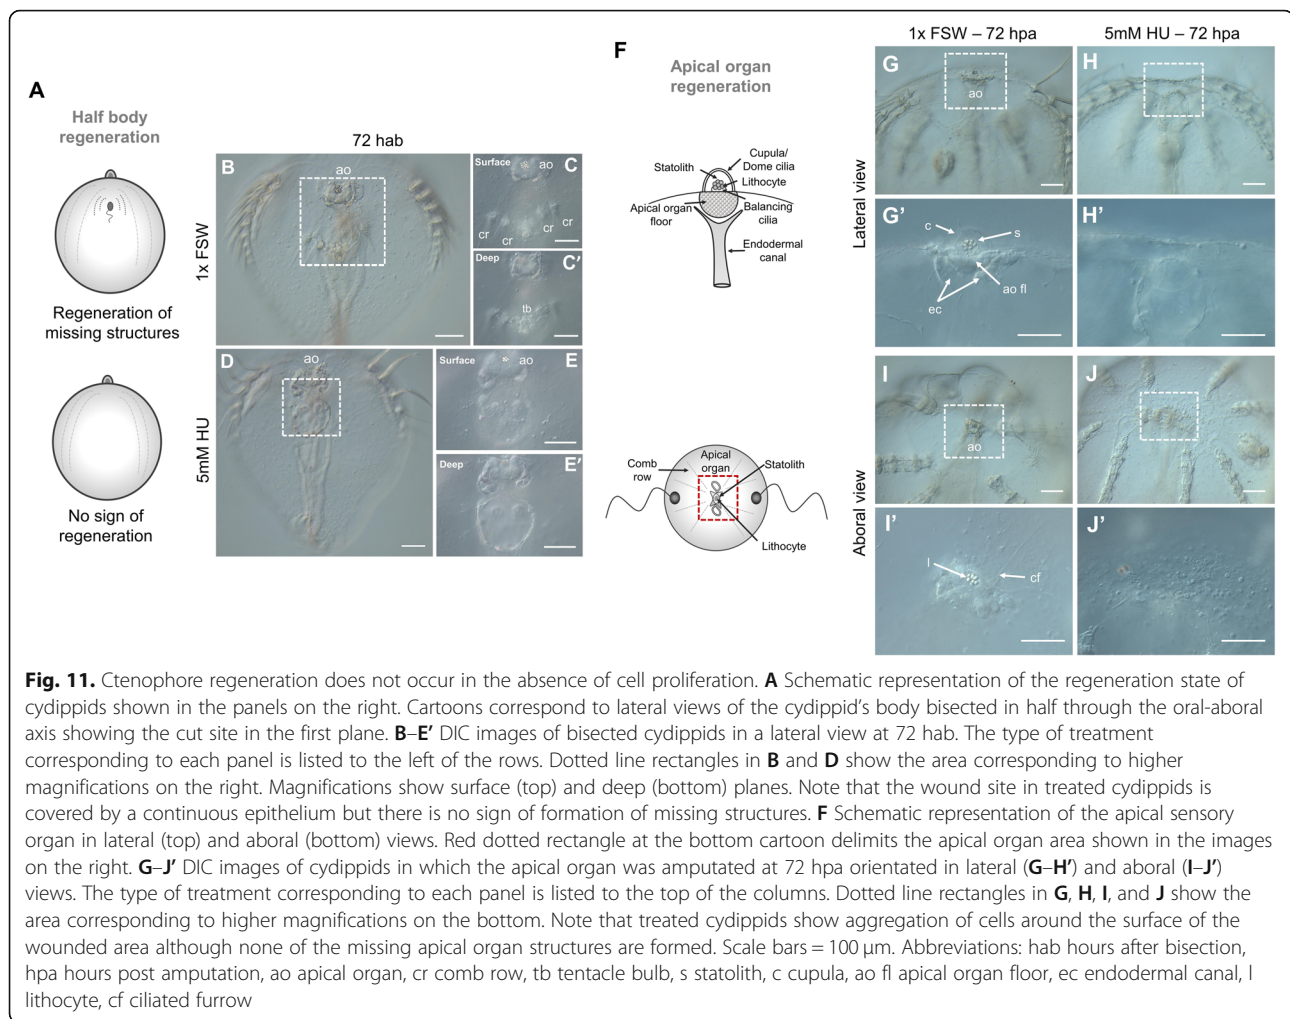 A
Half body
regeneration
Regeneration of
missing structures
No sign of
regeneration
72 hab
1x FSW
5mM HU
B
ao
Surface
ao
C
cr
cr
cr
cr
Deep
C’
tb
D
ao
Surface
ao
E
Deep
E’
F
Apical organ
regeneration
Statolith
Cupula/
Dome cilia
Lithocyte
Apical organ
floor
Balancing
cilia
Endodermal
canal
Comb
row
Apical
organ
Statolith
Lithocyte
1x FSW – 72 hpa
5mM HU – 72 hpa
Lateral view
Aboral view
G
ao
H
G’
c
s
ao fl
ec
H’
I
ao
J
I’
l
cf
J’
Fig. 11. Ctenophore regeneration does not occur in the absence of cell proliferation. A Schematic representation of the regeneration state of
cydippids shown in the panels on the right. Cartoons correspond to lateral views of the cydippid’s body bisected in half through the oral-aboral
axis showing the cut site in the first plane. B–E’ DIC images of bisected cydippids in a lateral view at 72 hab. The type of treatment
corresponding to each panel is listed to the left of the rows. Dotted line rectangles in B and D show the area corresponding to higher
magnifications on the right. Magnifications show surface (top) and deep (bottom) planes. Note that the wound site in treated cydippids is
covered by a continuous epithelium but there is no sign of formation of missing structures. F Schematic representation of the apical sensory
organ in lateral (top) and aboral (bottom) views. Red dotted rectangle at the bottom cartoon delimits the apical organ area shown in the images
on the right. G–J’ DIC images of cydippids in which the apical organ was amputated at 72 hpa orientated in lateral (G–H’) and aboral (I–J’)
views. The type of treatment corresponding to each panel is listed to the top of the columns. Dotted line rectangles in G, H, I, and J show the
area corresponding to higher magnifications on the bottom. Note that treated cydippids show aggregation of cells around the surface of the
wounded area although none of the missing apical organ structures are formed. Scale bars = 100 μm. Abbreviations: hab hours after bisection,
hpa hours post amputation, ao apical organ, cr comb row, tb tentacle bulb, s statolith, c cupula, ao fl apical organ floor, ec endodermal canal, l
lithocyte, cf ciliated furrow